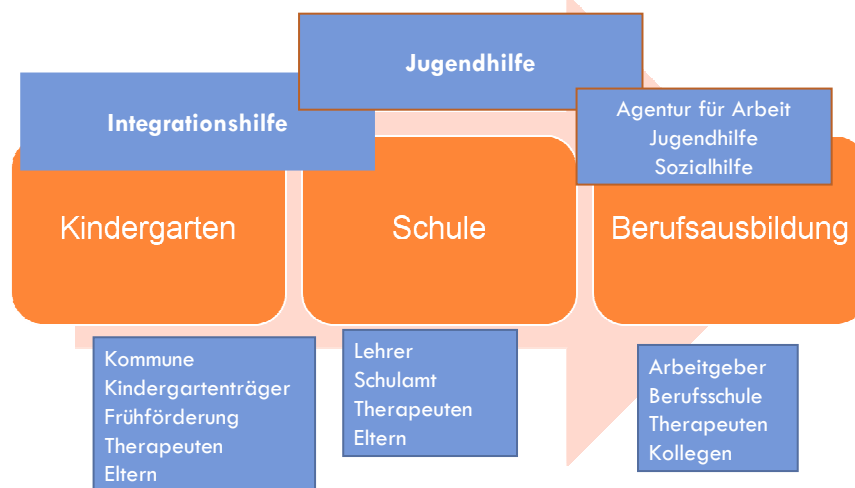 Jugendhilfe
Integrationshilfe
Agentur für Arbeit
Jugendhilfe
Sozialhilfe
Kindergarten
Schule
Berufsausbildung
Kommune
Kindergartenträger
Frühförderung
Therapeuten
Eltern
Lehrer
Schulamt
Therapeuten
Eltern
Arbeitgeber
Berufsschule
Therapeuten
Kollegen